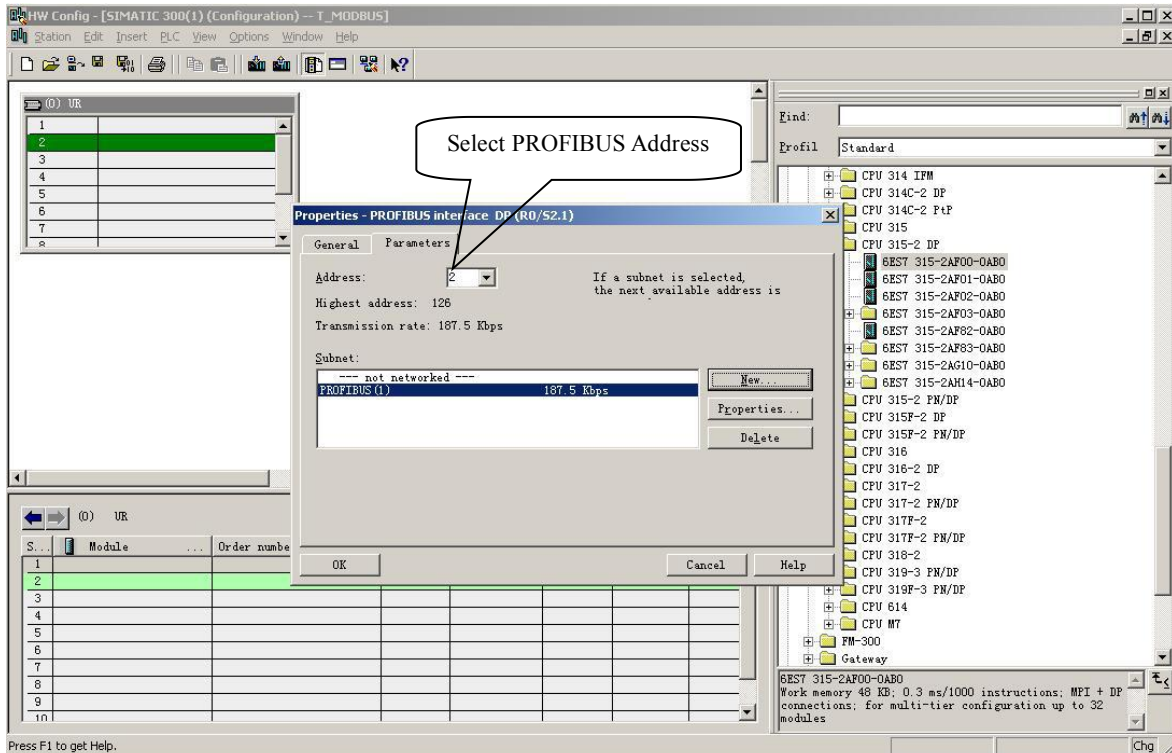 HW Config - [SIMATIC 300(1) (Configuration) -- T_MODBUS]
Station Edit Insert PLC View Options Window Help
(0) UR
1
2
3
4
5
6
7
8
Select PROFIBUS Address
Properties - PROFIBUS interface DP (R0/S2.1)
General Parameters
Address: 2
If a subnet is selected,
the next available address is
Highest address: 126
Transmission rate: 187.5 Kbps
Subnet:
--- not networked ---
PROFIBUS(1) 187.5 Kbps
New...
Properties...
Delete
OK Cancel Help
Find:
Profil Standard
CPU 314 IFM
CPU 314C-2 DP
CPU 314C-2 PtP
CPU 315
CPU 315-2 DP
6ES7 315-2AF00-0AB0
6ES7 315-2AF01-0AB0
6ES7 315-2AF02-0AB0
6ES7 315-2AF03-0AB0
6ES7 315-2AF82-0AB0
6ES7 315-2AF83-0AB0
6ES7 315-2AG10-0AB0
6ES7 315-2AH14-0AB0
CPU 315-2 PN/DP
CPU 315F-2 DP
CPU 315F-2 PN/DP
CPU 316
CPU 316-2 DP
CPU 317-2
CPU 317-2 PN/DP
CPU 317F-2
CPU 317F-2 PN/DP
CPU 318-2
CPU 319-3 PN/DP
CPU 319F-3 PN/DP
CPU 614
CPU M7
FM-300
Gateway
6ES7 315-2AF00-0AB0
Work memory 48 KB; 0.3 ms/1000 instructions; MPI + DP
connections; for multi-tier configuration up to 32
modules
(0) UR
S... Module ... Order numbe
1
2
3
4
5
6
7
8
9
10
Press F1 to get Help.
Chg